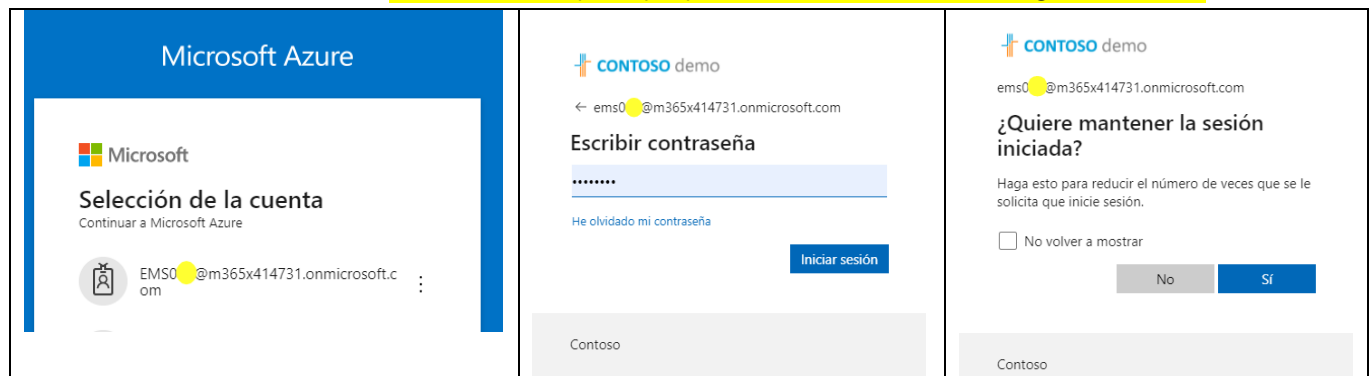 Microsoft Azure
Microsoft
Selección de la cuenta
Continuar a Microsoft Azure
EMS0 @m365x414731.onmicrosoft.c
om
CONTOSO demo
← ems0 @m365x414731.onmicrosoft.com
Escribir contraseña
••••••••
He olvidado mi contraseña
Iniciar sesión
Contoso
CONTOSO demo
ems0 @m365x414731.onmicrosoft.com
¿Quiere mantener la sesión
iniciada?
Haga esto para reducir el número de veces que se le
solicita que inicie sesión.
No volver a mostrar
No
Sí
Contoso